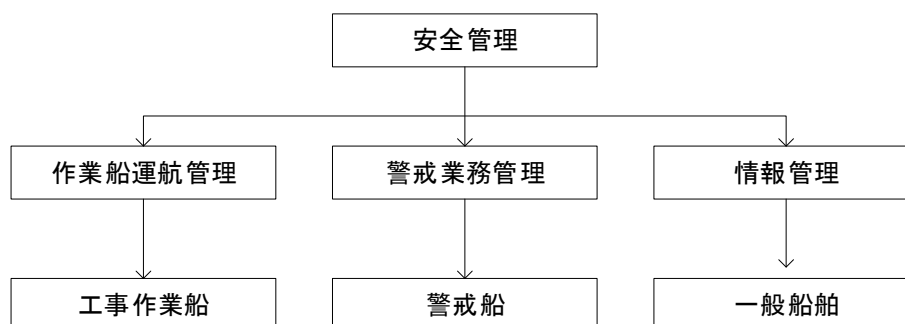 安全管理
作業船運航管理
警戒業務管理
情報管理
工事作業船
警戒船
一般船舶